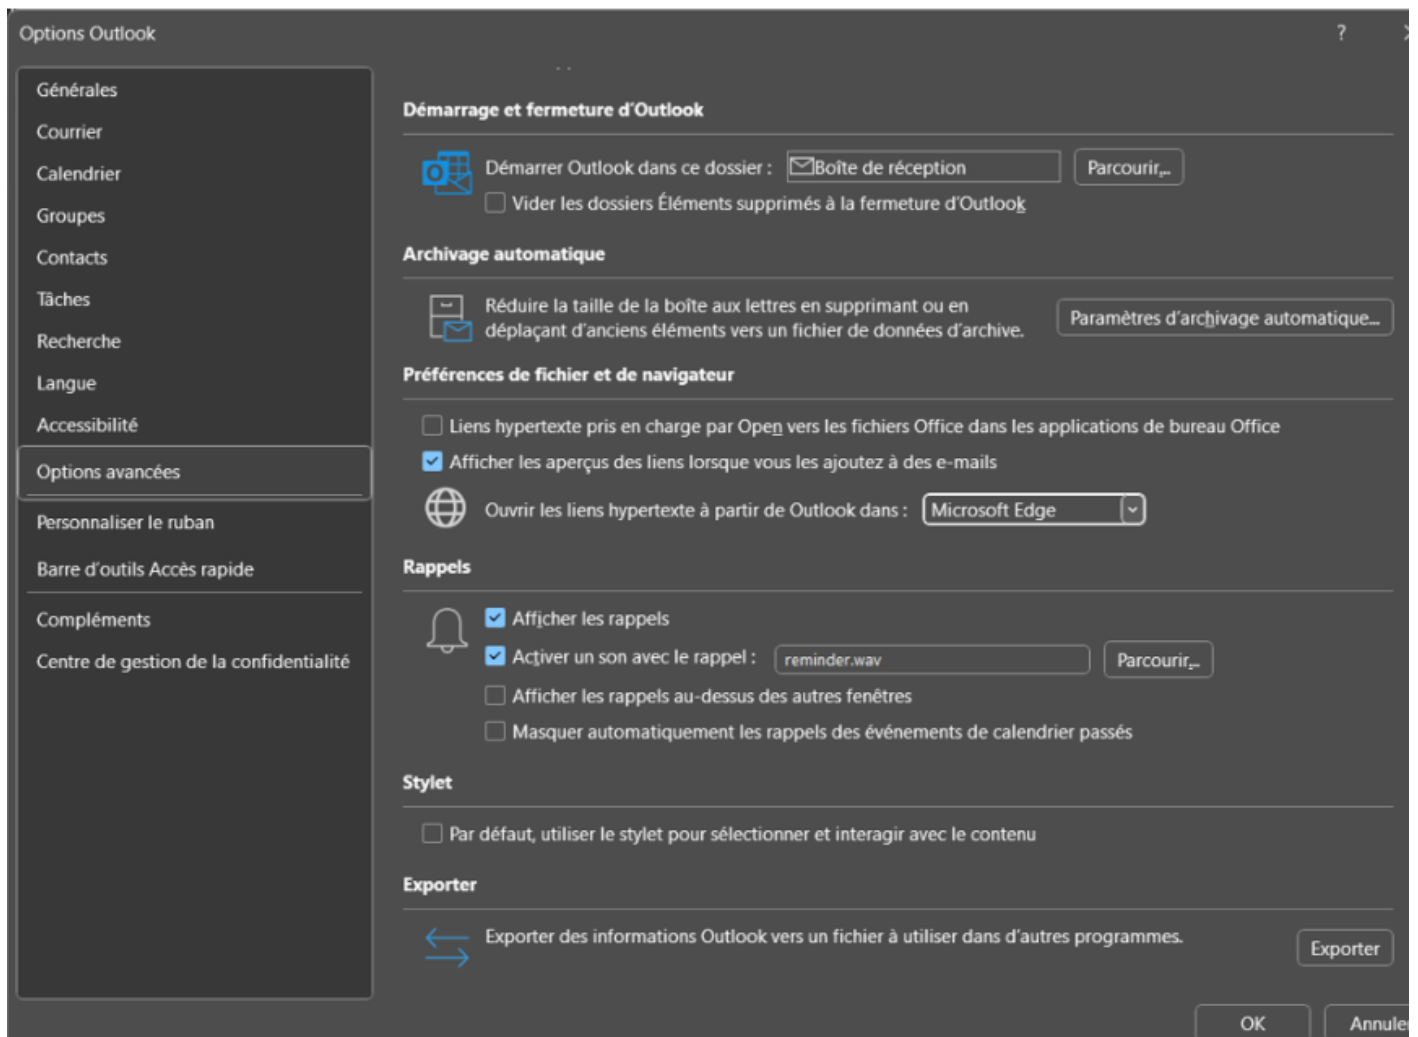 Options Outlook
?
Générales
Courrier
Calendrier
Groupes
Contacts
Tâches
Recherche
Langue
Accessibilité
Options avancées
Personnaliser le ruban
Barre d'outils Accès rapide
Compléments
Centre de gestion de la confidentialité
Démarrage et fermeture d'Outlook
Démarrer Outlook dans ce dossier : Boîte de réception Parcourir...
Vider les dossiers Éléments supprimés à la fermeture d'Outlook
Archivage automatique
Réduire la taille de la boîte aux lettres en supprimant ou en
déplaçant d'anciens éléments vers un fichier de données d'archive.
Paramètres d'archivage automatique...
Préférences de fichier et de navigateur
Liens hypertexte pris en charge par Open vers les fichiers Office dans les applications de bureau Office
Afficher les aperçus des liens lorsque vous les ajoutez à des e-mails
Ouvrir les liens hypertexte à partir de Outlook dans : Microsoft Edge
Rappels
Afficher les rappels
Activer un son avec le rappel : reminder.wav Parcourir...
Afficher les rappels au-dessus des autres fenêtres
Masquer automatiquement les rappels des événements de calendrier passés
Stylet
Par défaut, utiliser le stylet pour sélectionner et interagir avec le contenu
Exporter
Exporter des informations Outlook vers un fichier à utiliser dans d'autres programmes.
Exporter
OK Annuler